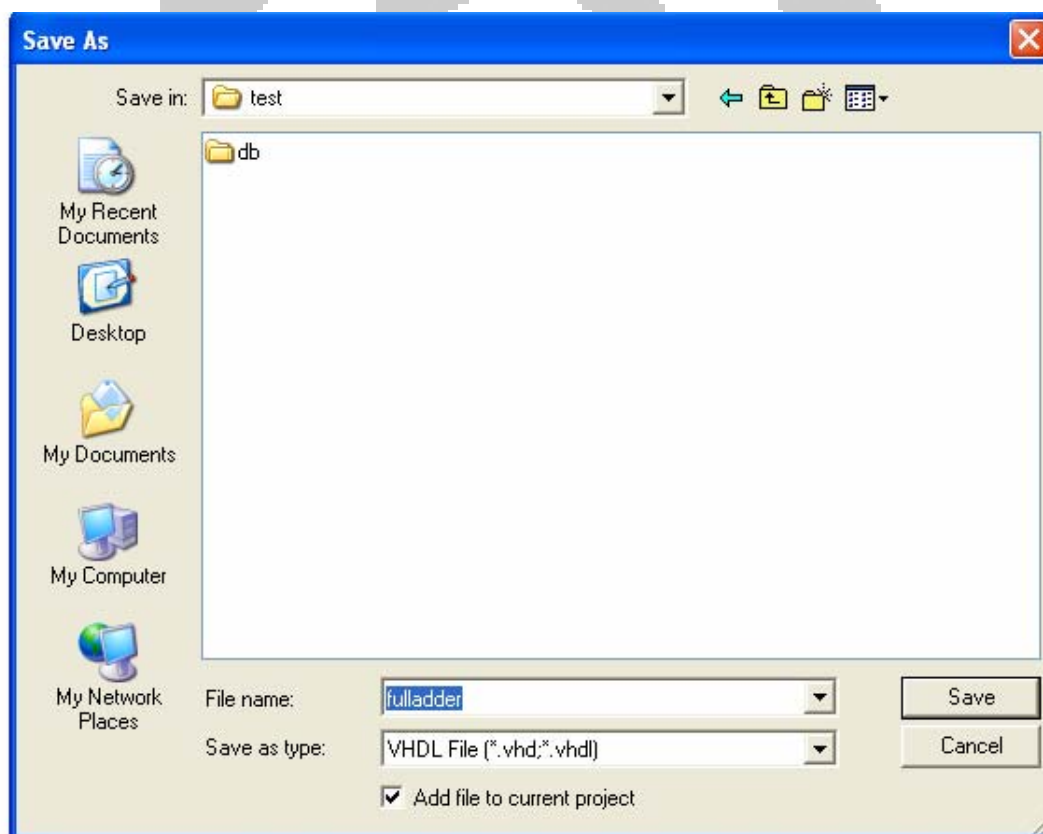 Save As
Save in:
test
db
My Recent
Documents
Desktop
My Documents
My Computer
My Network
Places
File name:
fulladder
Save
Save as type:
VHDL File (*.vhd;*.vhdl)
Cancel
Add file to current project